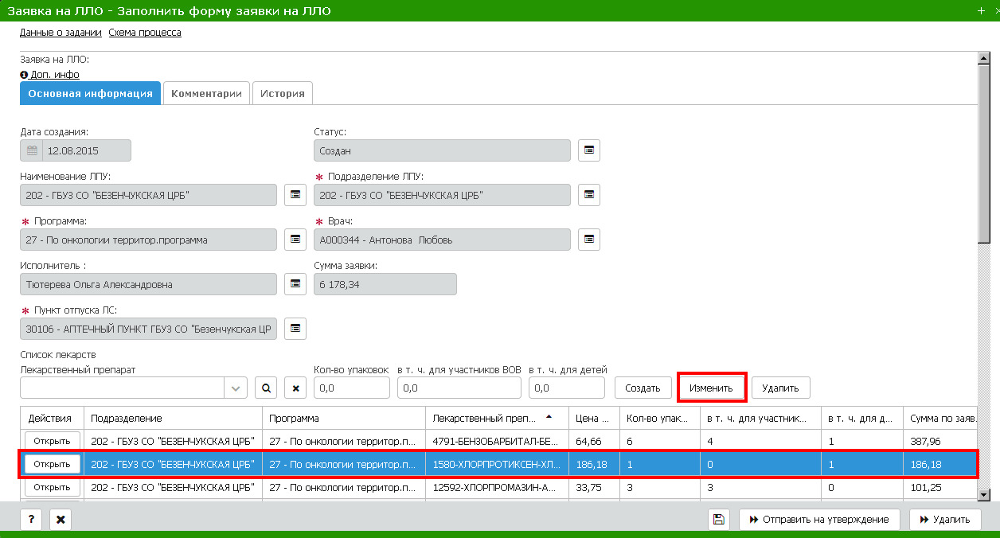 Заявка на ЛЛО - Заполнить форму заявки на ЛЛО
Данные о задании Схема процесса
Заявка на ЛЛО:
Доп. инфо
Основная информация Комментарии История
Дата создания: Статус:
12.08.2015 Создан
Наименование ЛПУ: * Подразделение ЛПУ:
202 - ГБУЗ СО "БЕЗЕНЧУКСКАЯ ЦРБ" 202 - ГБУЗ СО "БЕЗЕНЧУКСКАЯ ЦРБ"
* Программа: * Врач:
27 - По онкологии территор.программа А000344 - Антонова Любовь
Исполнитель : Сумма заявки:
Тютерева Ольга Александровна 6 178,34
* Пункт отпуска ЛС:
30106 - АПТЕЧНЫЙ ПУНКТ ГБУЗ СО "Безенчукская ЦР
Список лекарств
Лекарственный препарат Кол-во упаковок в т. ч. для участников ВОВ в т. ч. для детей
0,0 0,0 0,0 Создать Изменить Удалить
Действия Подразделение Программа Лекарственный преп... Цена ... Кол-во упак... в т. ч. для участник... в т. ч. для д... Сумма по заяв.
Открыть 202 - ГБУЗ СО "БЕЗЕНЧУКСКАЯ ЦРБ" 27 - По онкологии территор.п... 4791-БЕНЗОБАРБИТАЛ-БЕ... 64,66 6 4 1 387,96
Открыть 202 - ГБУЗ СО "БЕЗЕНЧУКСКАЯ ЦРБ" 27 - По онкологии территор.п... 1580-ХЛОРПРОТИКСЕН-ХЛ... 186,18 1 0 1 186,18
Открыть 202 - ГБУЗ СО "БЕЗЕНЧУКСКАЯ ЦРБ" 27 - По онкологии территор.п... 12592-ХЛОРПРОМАЗИН-А... 33,75 3 3 0 101,25
? Отправить на утверждение Удалить